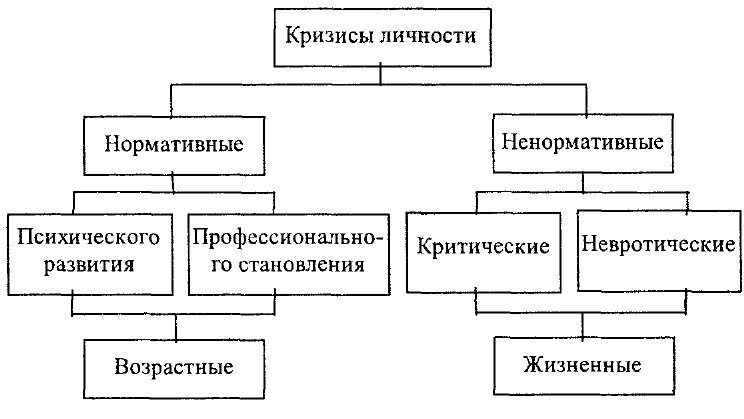 Кризисы личности
Нормативные
Ненормативные
Психического
развития
Профессионально-
го становления
Критические
Невротические
Возрастные
Жизненные